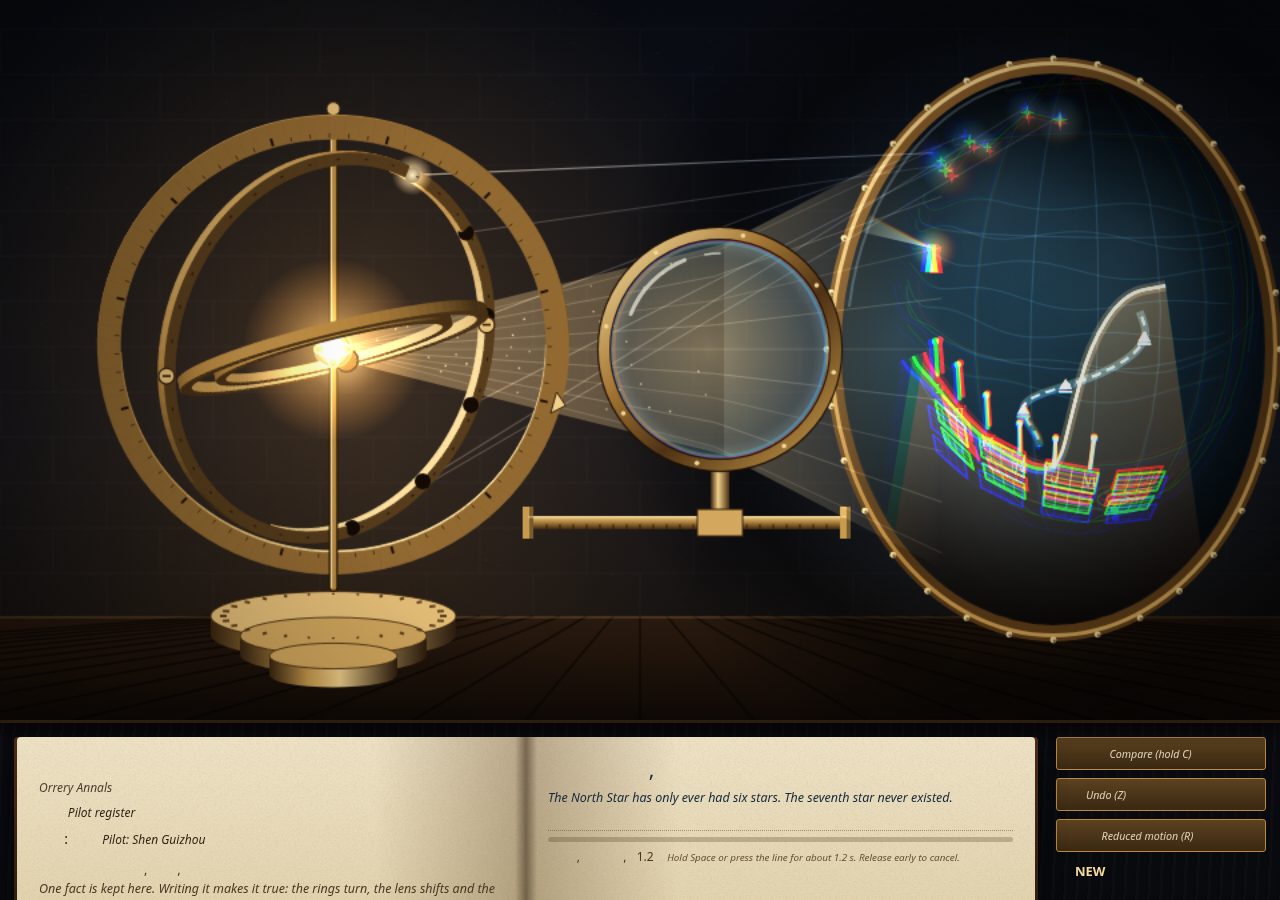 Orrery Annals
Pilot register
: Pilot: Shen Guizhou
, ,
One fact is kept here. Writing it makes it true: the rings turn, the lens shifts and the
,
The North Star has only ever had six stars. The seventh star never existed.
, , 1.2 Hold Space or press the line for about 1.2 s. Release early to cancel.
Compare (hold C)
Undo (Z)
Reduced motion (R)
NEW